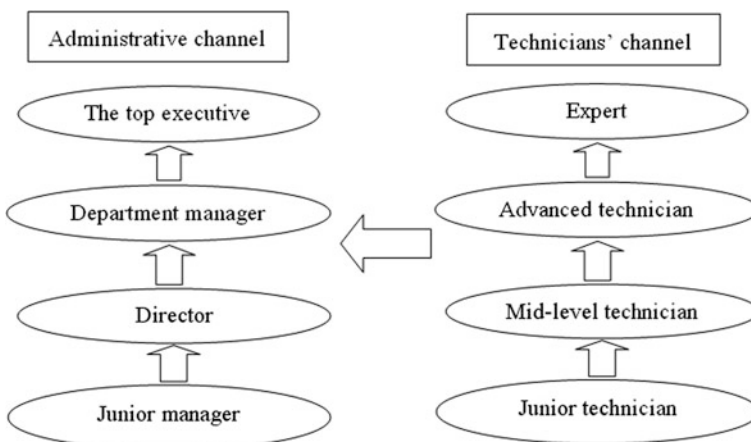 Administrative channel
Technicians’ channel
The top executive
Expert
Department manager
Advanced technician
Director
Mid-level technician
Junior manager
Junior technician